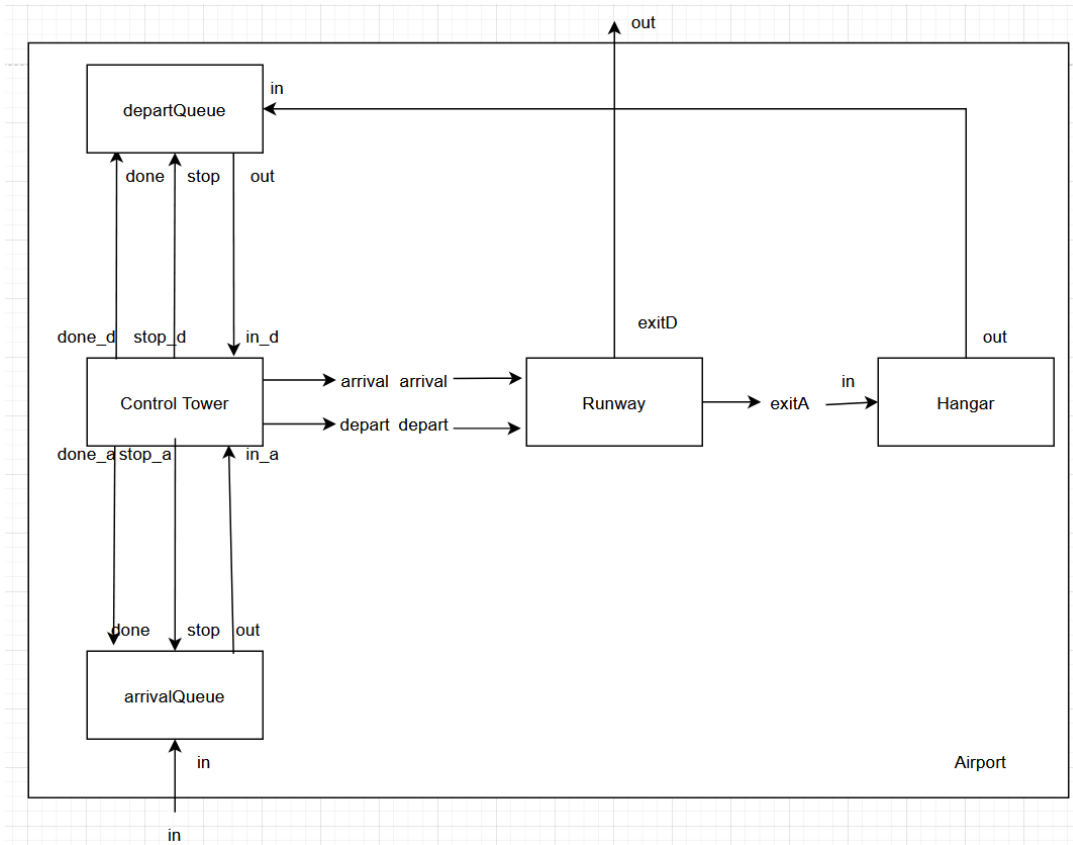 out
in
departQueue
done stop out
exitD
done_d stop_d in_d
out
in
arrival arrival
Control Tower
Runway
exitA
Hangar
depart depart
done_a stop_a in_a
done stop out
arrivalQueue
in
Airport
in